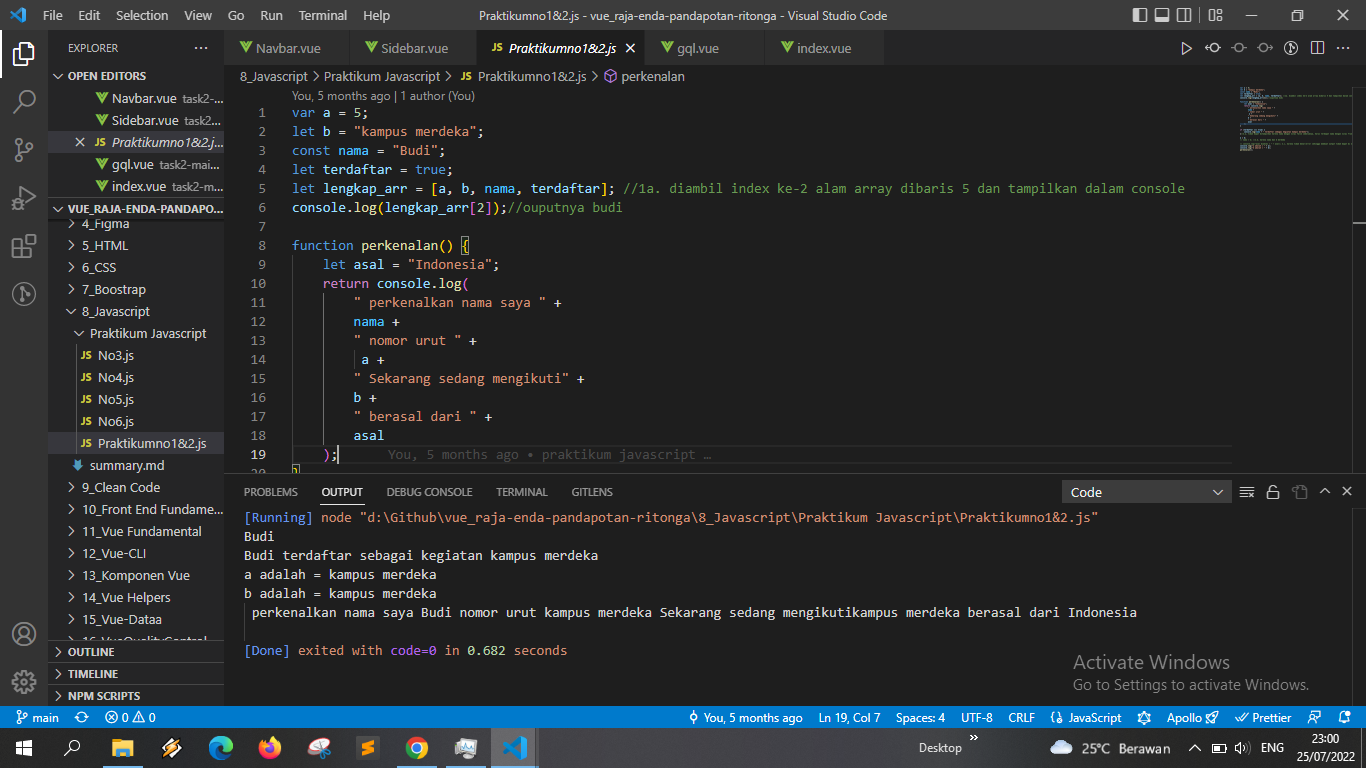 File Edit Selection View Go Run Terminal Help
Praktikumno1&2.js - vue_raja-enda-pandapotan-ritonga - Visual Studio Code
EXPLORER
OPEN EDITORS
Navbar.vue task2-...
Sidebar.vue task2...
JS Praktikumno1&2.j...
gql.vue task2-mai...
index.vue task2-m...
VUE_RAJA-ENDA-PANDAPO...
4_Figma
5_HTML
6_CSS
7_Boostrap
8_Javascript
Praktikum Javascript
JS No3.js
JS No4.js
JS No5.js
JS No6.js
JS Praktikumno1&2.js
summary.md
9_Clean Code
10_Front End Fundame...
11_Vue Fundamental
12_Vue-CLI
13_Komponen Vue
14_Vue Helpers
15_Vue-Dataa
16_VueQualityControl
OUTLINE
TIMELINE
NPM SCRIPTS
Navbar.vue Sidebar.vue JS Praktikumno1&2.js gql.vue index.vue
8_Javascript > Praktikum Javascript > JS Praktikumno1&2.js > perkenalan
You, 5 months ago | 1 author (You)
1 var a = 5;
2 let b = "kampus merdeka";
3 const nama = "Budi";
4 let terdaftar = true;
5 let lengkap_arr = [a, b, nama, terdaftar]; //1a. diambil index ke-2 alam array dibaris 5 dan tampilkan dalam console
6 console.log(lengkap_arr[2]);//ouputnya budi
7
8 function perkenalan() {
9 let asal = "Indonesia";
10 return console.log(
11 " perkenalkan nama saya " +
12 nama +
13 " nomor urut " +
14 a +
15 " Sekarang sedang mengikuti" +
16 b +
17 " berasal dari " +
18 asal
19 ); You, 5 months ago • praktikum javascript …
20 }
PROBLEMS OUTPUT DEBUG CONSOLE TERMINAL GITLENS
Code
[Running] node "d:\Github\vue_raja-enda-pandapotan-ritonga\8_Javascript\Praktikum Javascript\Praktikumno1&2.js"
Budi
Budi terdaftar sebagai kegiatan kampus merdeka
a adalah = kampus merdeka
b adalah = kampus merdeka
perkenalkan nama saya Budi nomor urut kampus merdeka Sekarang sedang mengikutikampus merdeka berasal dari Indonesia
[Done] exited with code=0 in 0.682 seconds
Activate Windows
Go to Settings to activate Windows.
main 0 0 You, 5 months ago Ln 19, Col 7 Spaces: 4 UTF-8 CRLF {} JavaScript Apollo Prettier
Desktop » 25°C Berawan ENG 23:00
25/07/2022